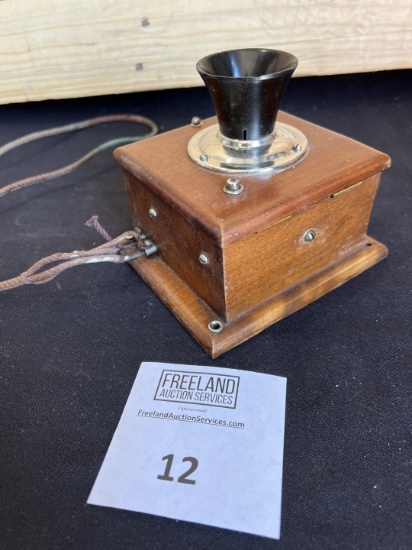 FREELAND
AUCTION SERVICES
FreelandAuctionServices.com
12